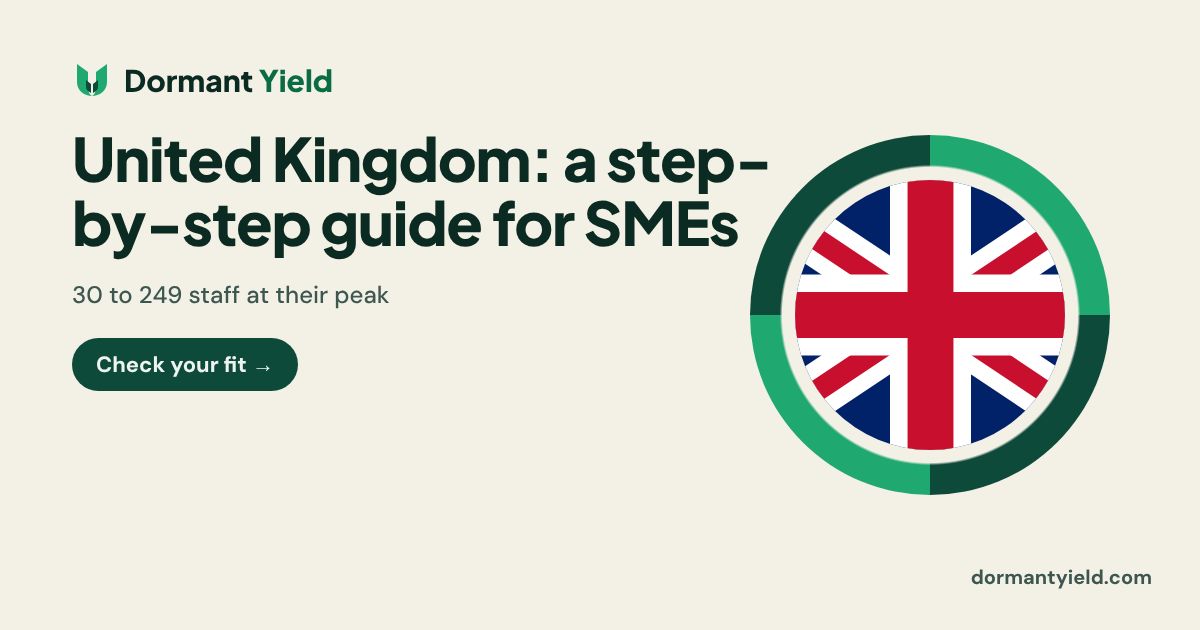 Dormant Yield
United Kingdom: a step-
by-step guide for SMEs
30 to 249 staff at their peak
Check your fit →
dormantyield.com